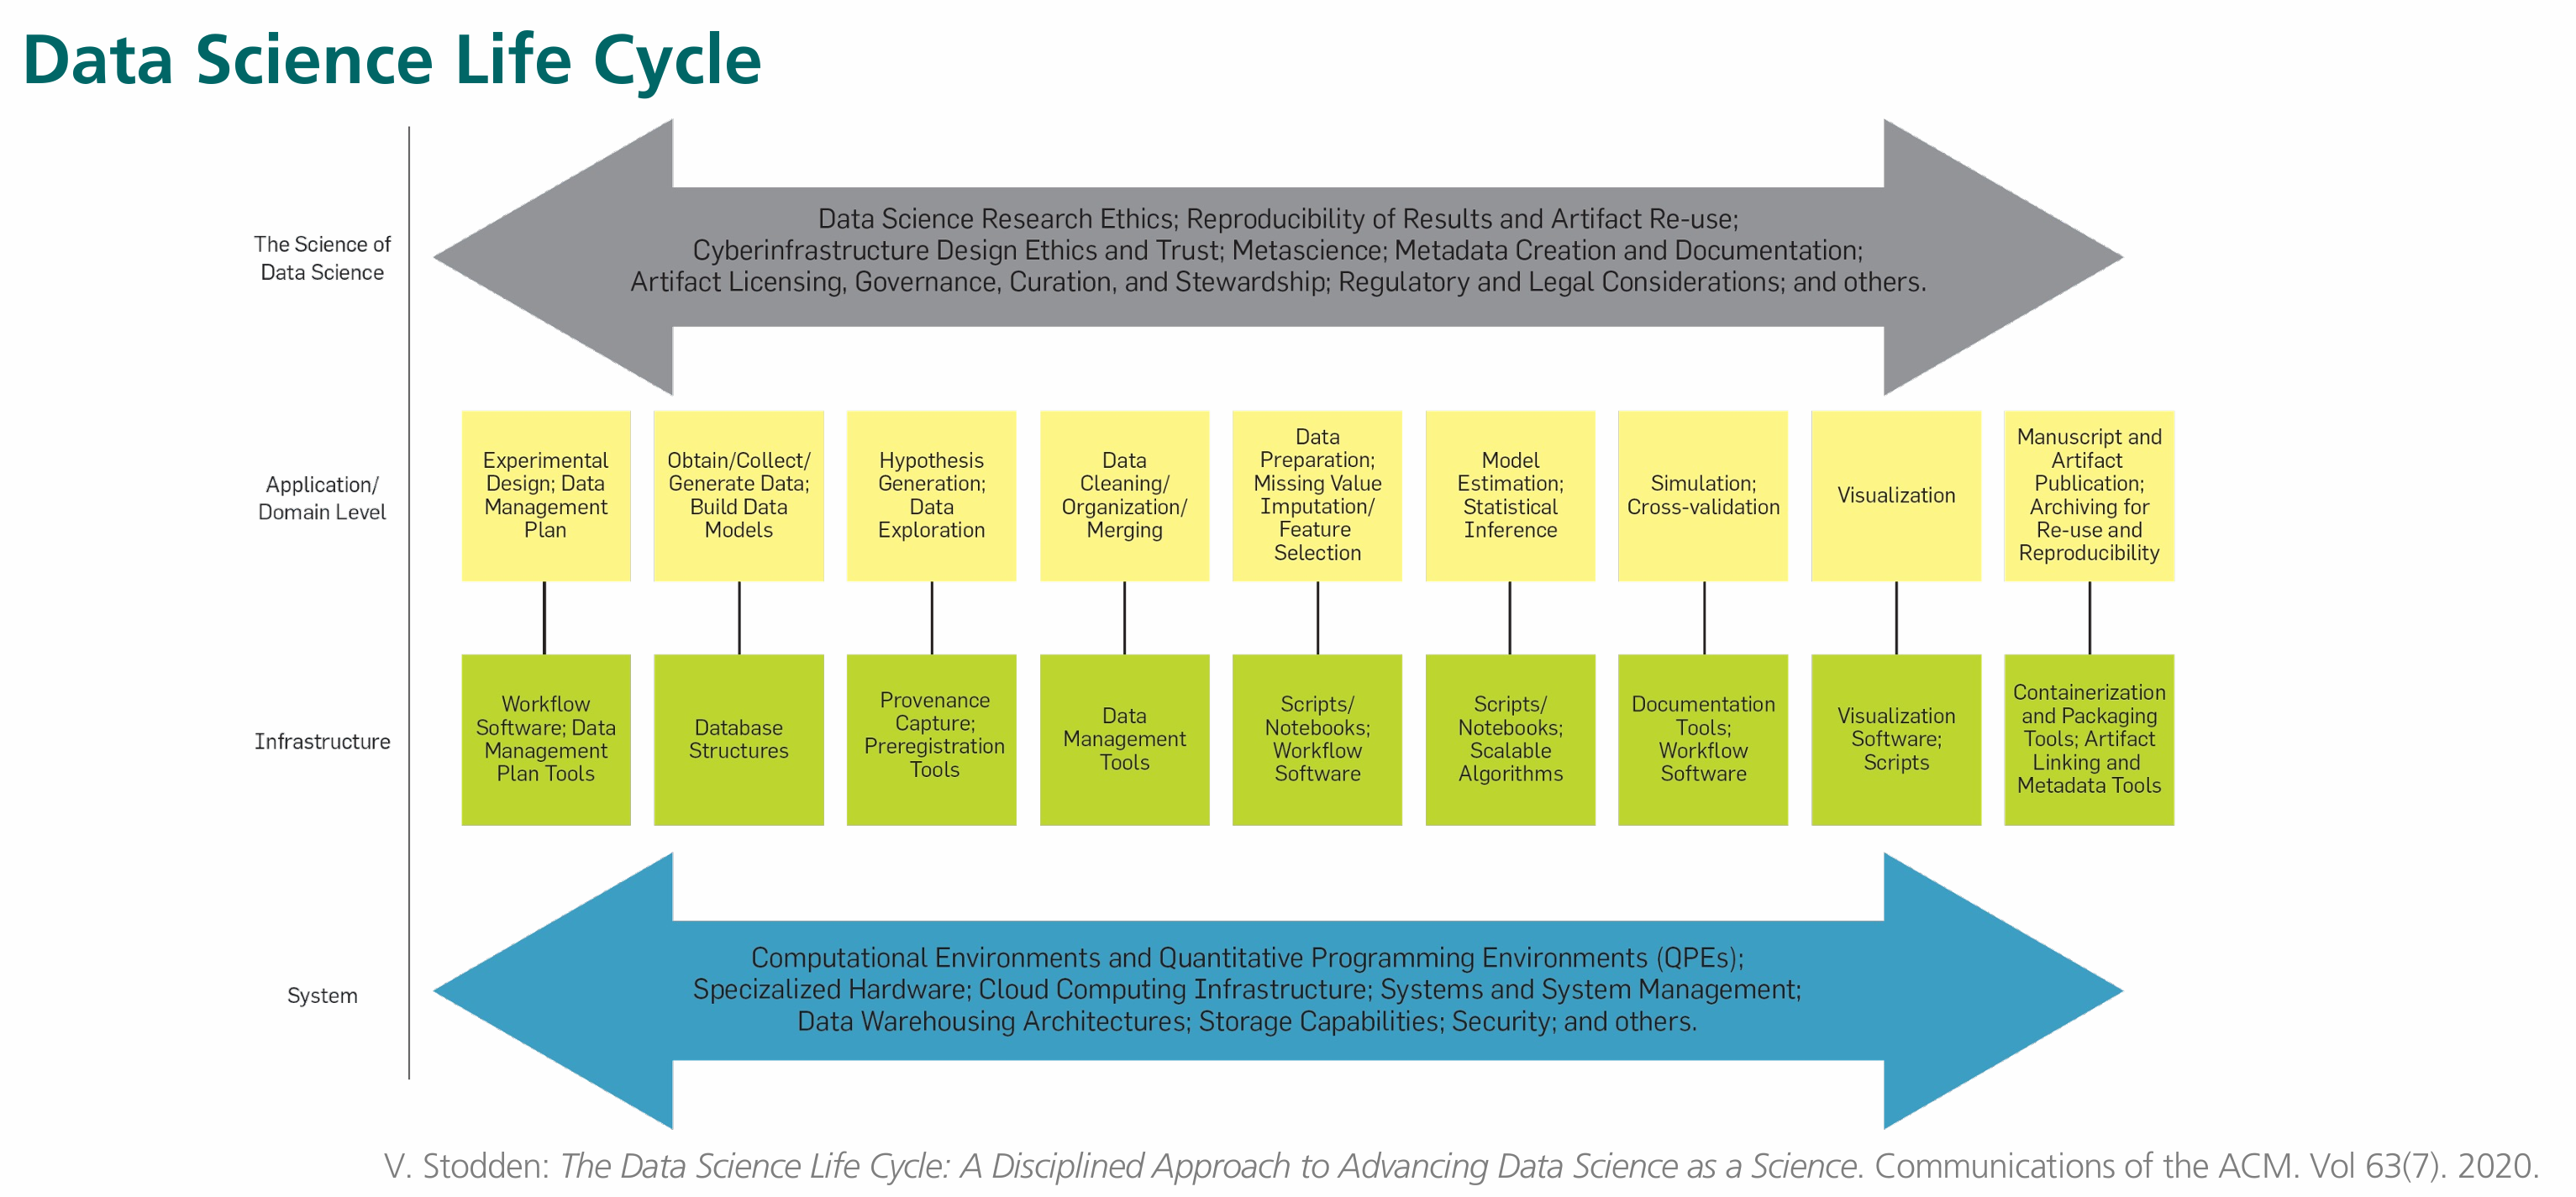 Data Science Life Cycle
The Science of
Data Science
Data Science Research Ethics; Reproducibility of Results and Artifact Re-use;
Cyberinfrastructure Design Ethics and Trust; Metascience; Metadata Creation and Documentation;
Artifact Licensing, Governance, Curation, and Stewardship; Regulatory and Legal Considerations; and others.
Application/
Domain Level
Experimental
Design; Data
Management
Plan
Obtain/Collect/
Generate Data;
Build Data
Models
Hypothesis
Generation;
Data
Exploration
Data
Cleaning/
Organization/
Merging
Data
Preparation;
Missing Value
Imputation/
Feature
Selection
Model
Estimation;
Statistical
Inference
Simulation;
Cross-validation
Visualization
Manuscript and
Artifact
Publication;
Archiving for
Re-use and
Reproducibility
Infrastructure
Workflow
Software; Data
Management
Plan Tools
Database
Structures
Provenance
Capture;
Preregistration
Tools
Data
Management
Tools
Scripts/
Notebooks;
Workflow
Software
Scripts/
Notebooks;
Scalable
Algorithms
Documentation
Tools;
Workflow
Software
Visualization
Software;
Scripts
Containerization
and Packaging
Tools; Artifact
Linking and
Metadata Tools
System
Computational Environments and Quantitative Programming Environments (QPEs);
Specizalized Hardware; Cloud Computing Infrastructure; Systems and System Management;
Data Warehousing Architectures; Storage Capabilities; Security; and others.
V. Stodden: The Data Science Life Cycle: A Disciplined Approach to Advancing Data Science as a Science. Communications of the ACM. Vol 63(7). 2020.